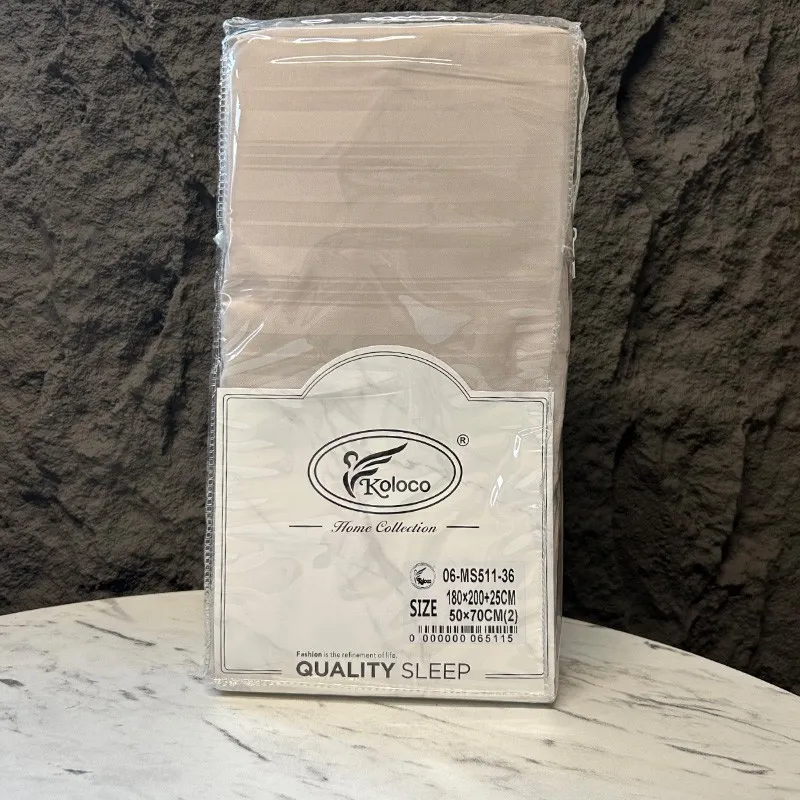 Koloco ®
Home Collection
Koloco
06-MS511-36
SIZE
180×200+25CM
50×70CM(2)
0 000000 065115
Fashion is the refinement of life.
QUALITY SLEEP